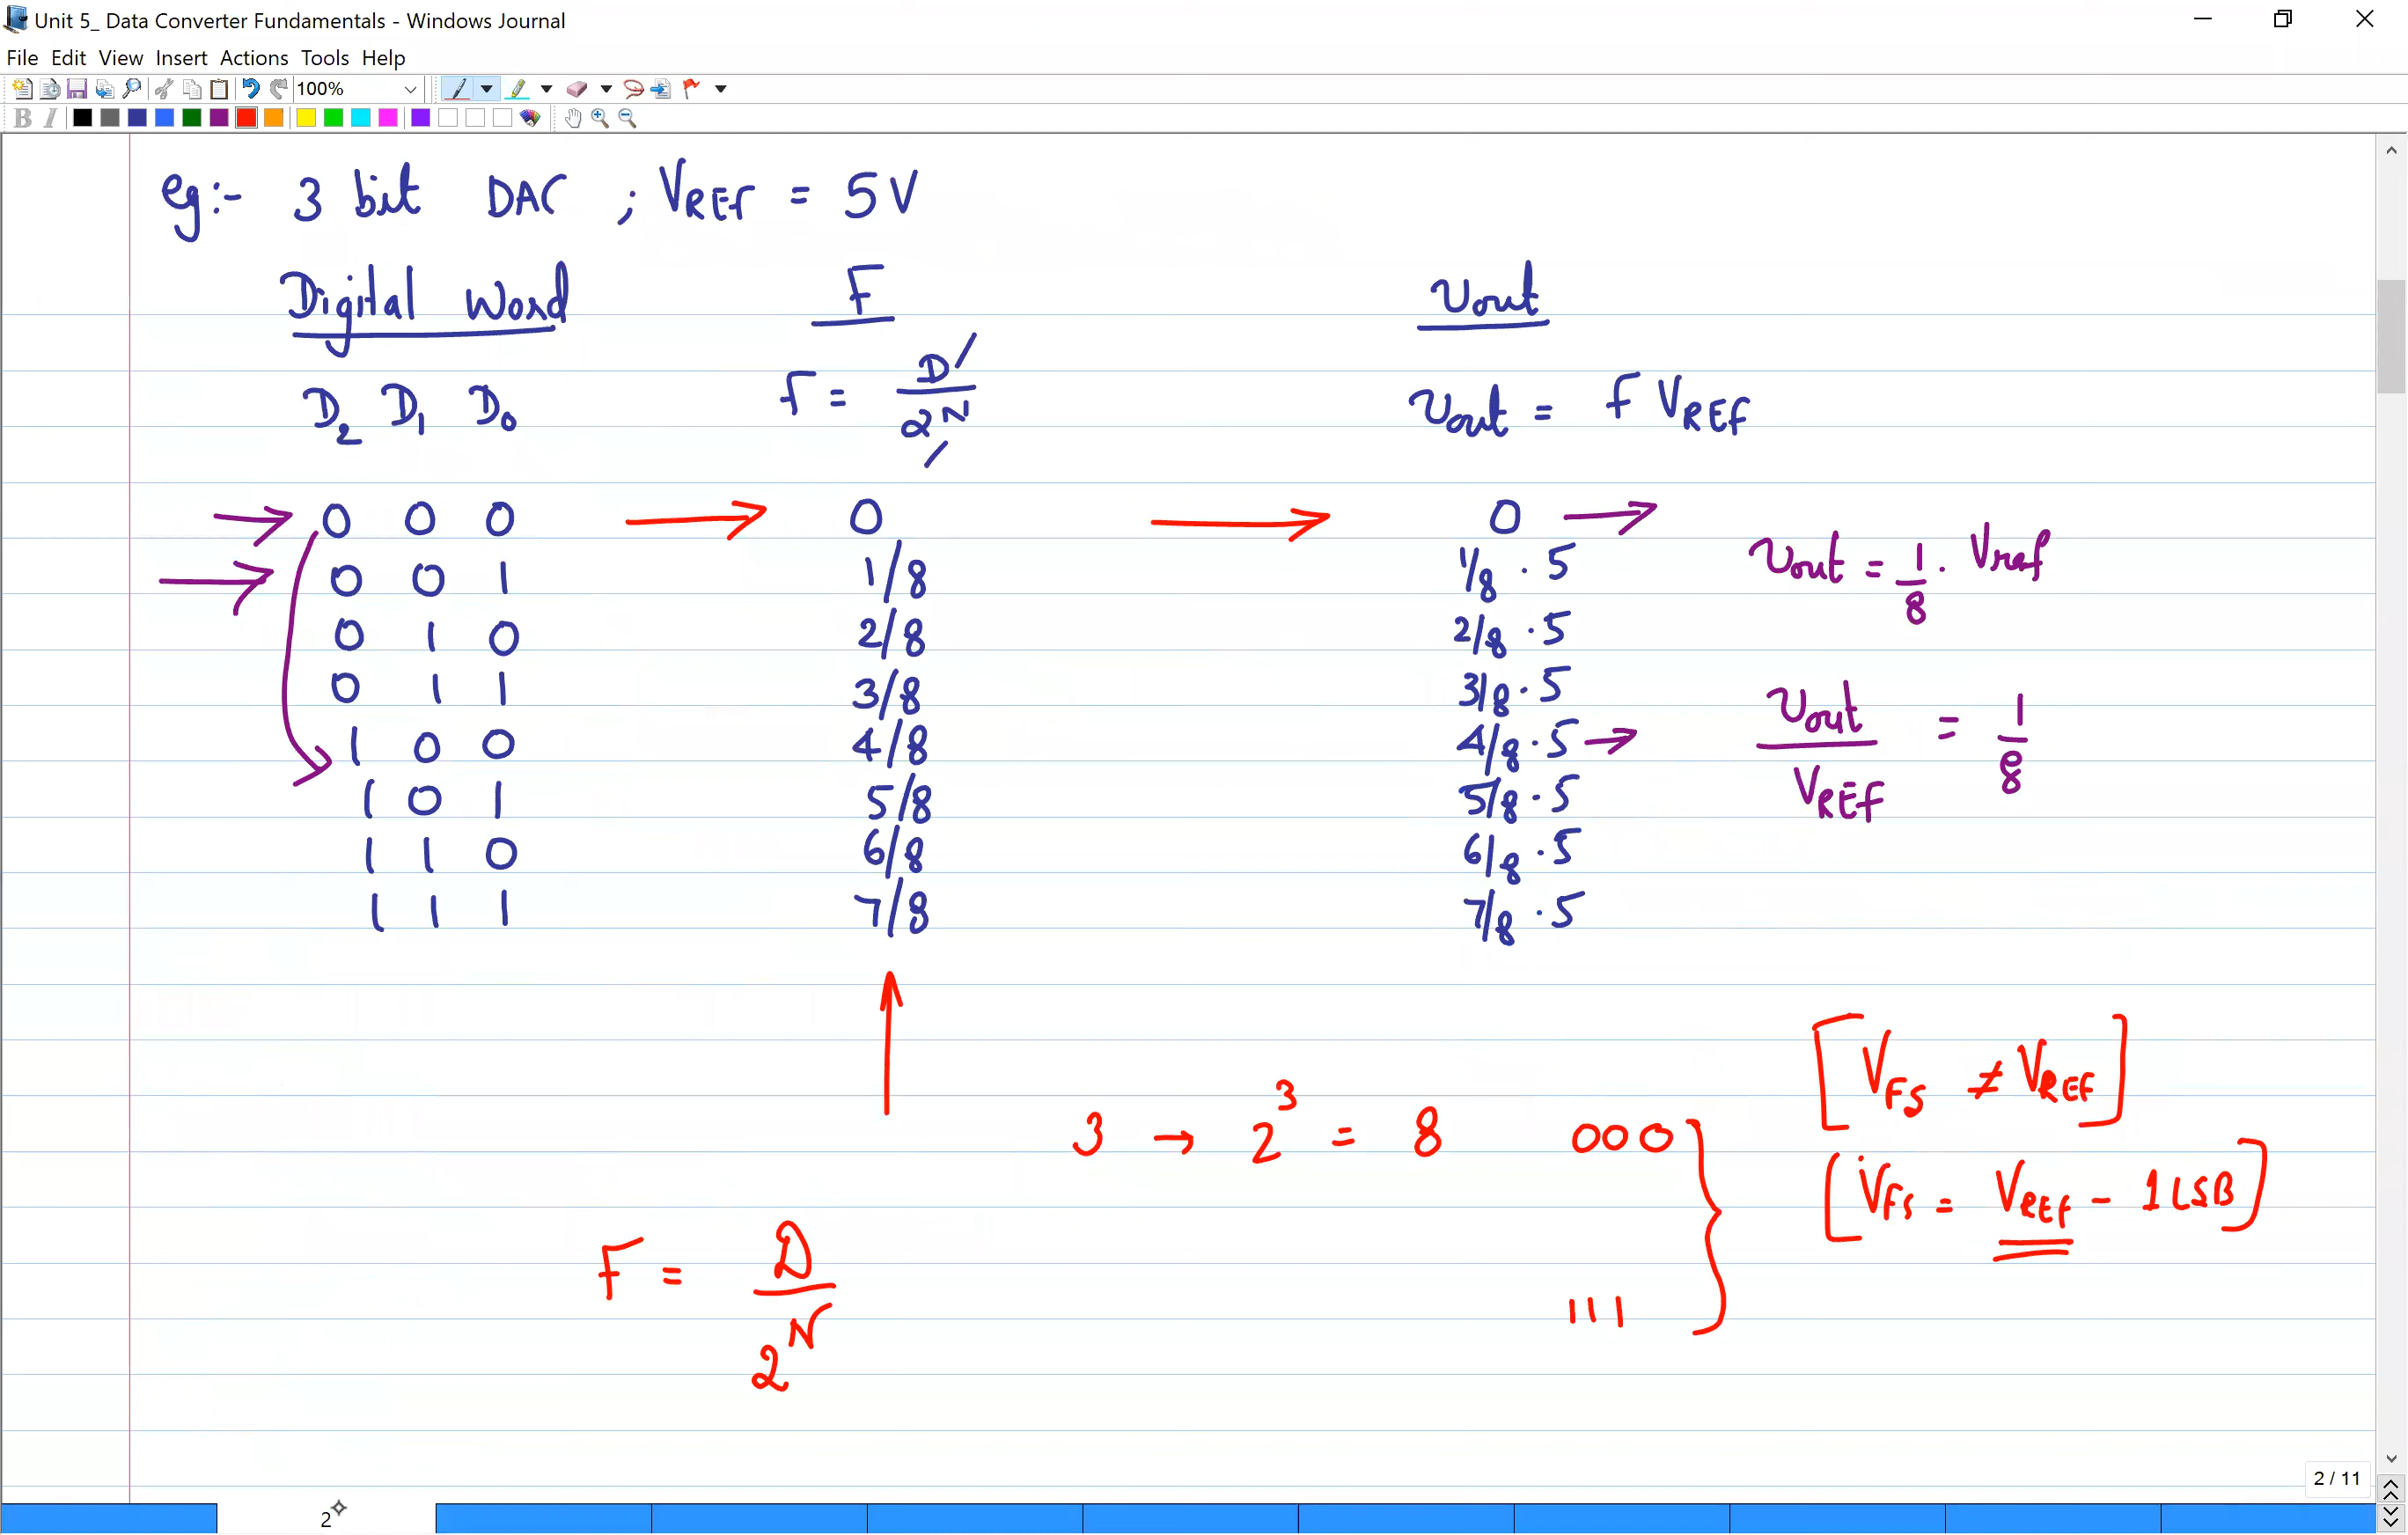 Unit 5_ Data Converter Fundamentals - Windows Journal
File Edit View Insert Actions Tools Help
100%
B I
eg:- 3 bit DAC ; VREF = 5V
Digital Word F Vout
D2 D1 D0 F = D/2^N Vout = F VREF
0 0 0 → 0 → 0 →
0 0 1 1/8 1/8 · 5 Vout = 1/8 · Vref
0 1 0 2/8 2/8 · 5
0 1 1 3/8 3/8 · 5
1 0 0 4/8 4/8 · 5 → Vout/VREF = 1/8
1 0 1 5/8 5/8 · 5
1 1 0 6/8 6/8 · 5
1 1 1 7/8 7/8 · 5
[VFS ≠ VREF]
3 → 2^3 = 8 000
[VFS = VREF - 1LSB]
F = D/2^N
111
2 / 11
2